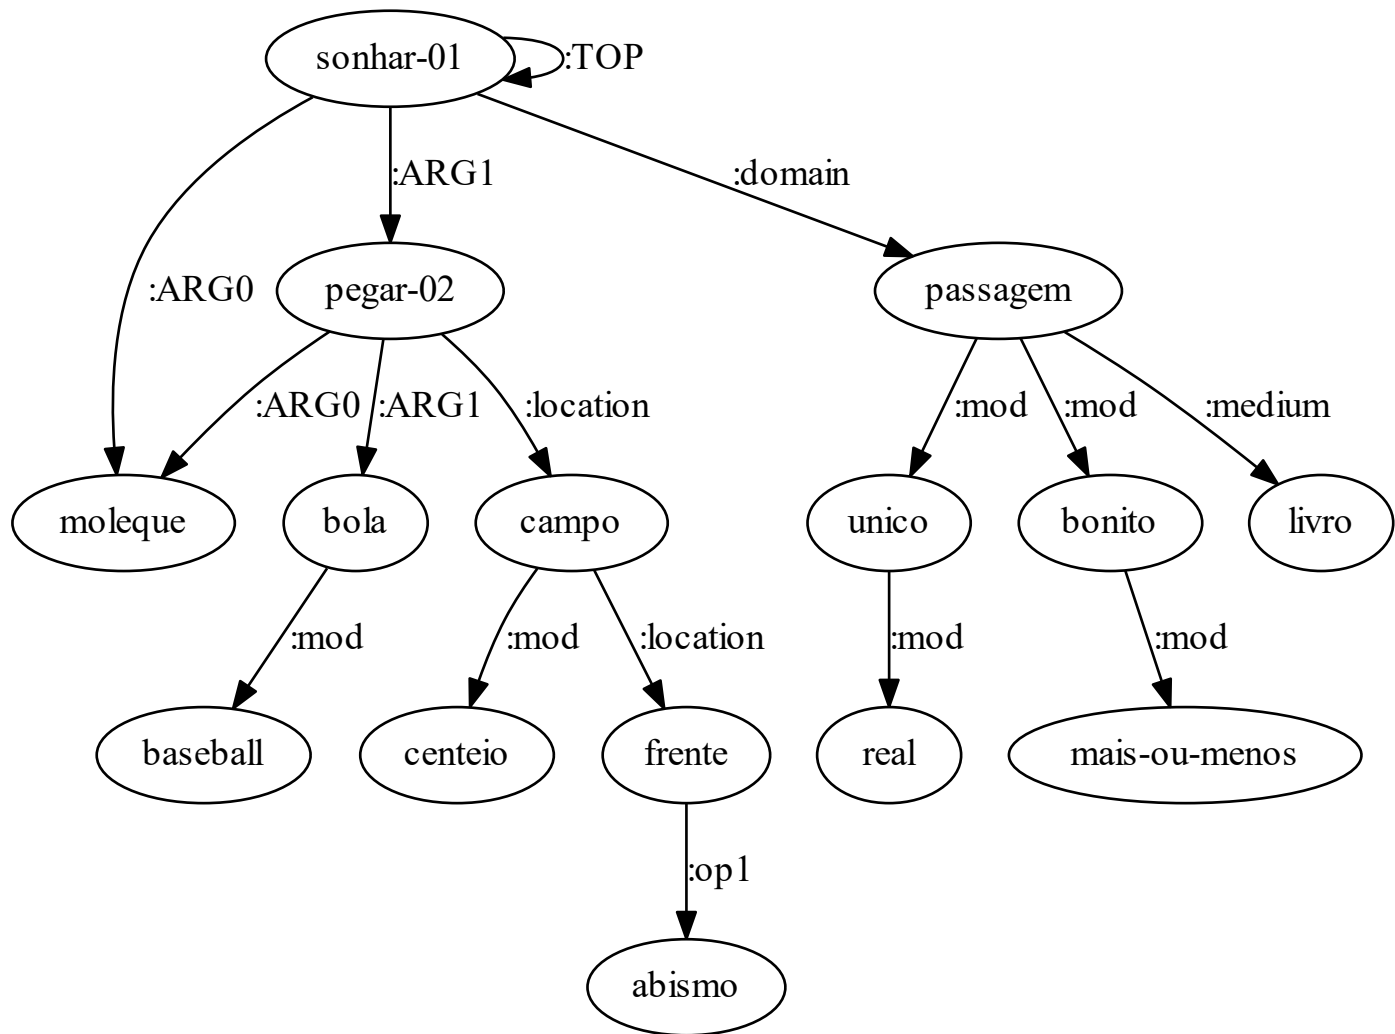 sonhar-01 :TOP
:ARG1 :domain
:ARG0 pegar-02 passagem
:ARG0 :ARG1 :location :mod :mod :medium
moleque bola campo unico bonito livro
:mod :mod :location :mod :mod
baseball centeio frente real mais-ou-menos
:op1
abismo